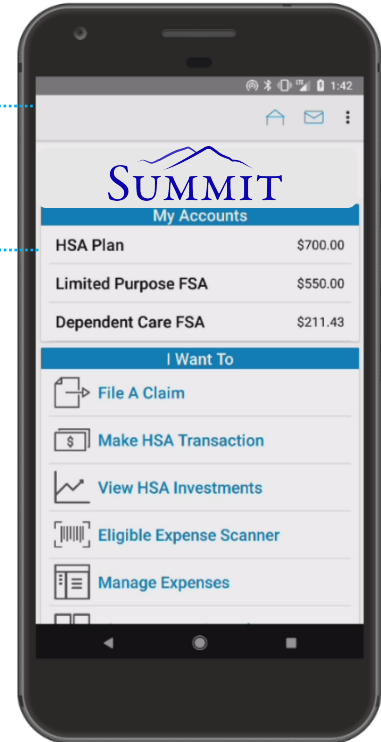 LTE 1:42
SUMMIT
My Accounts
HSA Plan $700.00
Limited Purpose FSA $550.00
Dependent Care FSA $211.43
I Want To
File A Claim
$ Make HSA Transaction
View HSA Investments
Eligible Expense Scanner
Manage Expenses